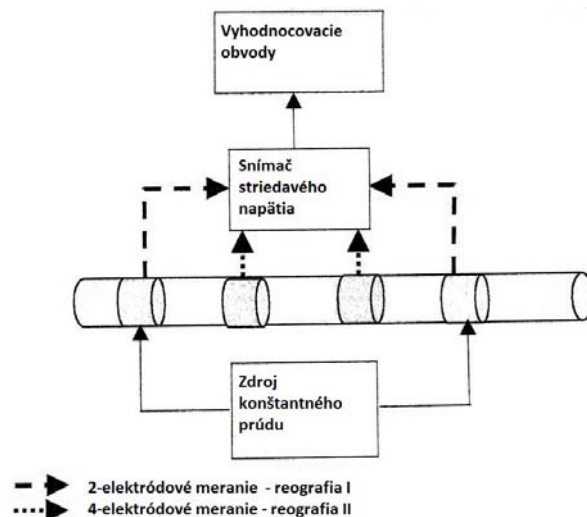 Vyhodnocovacie
obvody
Snímač
striedavého
napätia
Zdroj
konštantného
prúdu
2-elektródové meranie - reografia I
4-elektródové meranie - reografia II